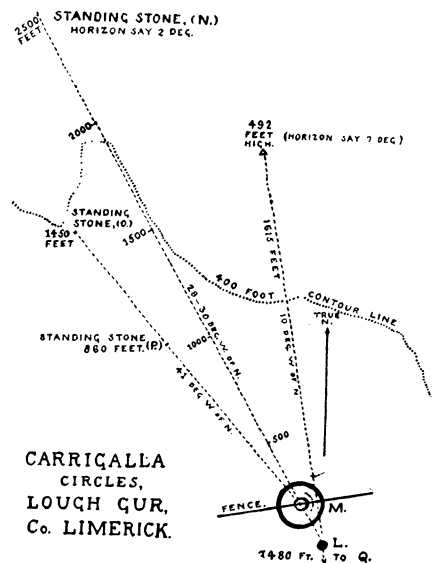 STANDING STONE, (N.)
HORIZON SAY 2 DEG.
2500'
FEET
2000
492
FEET
HIGH.
(HORIZON SAY 7 DEG)
STANDING
STONE, (O.)
1450
FEET
1500
1615 FEET
400 FOOT CONTOUR LINE
TRUE
N.
28-30 DEG W. OF N.
10 DEG W. OF N
STANDING STONE
860 FEET. (P.)
1000
41 DEG W. OF N.
500
CARRIGALLA
CIRCLES,
LOUGH GUR,
Co. LIMERICK.
FENCE.
M.
L.
7480 FT. TO Q.